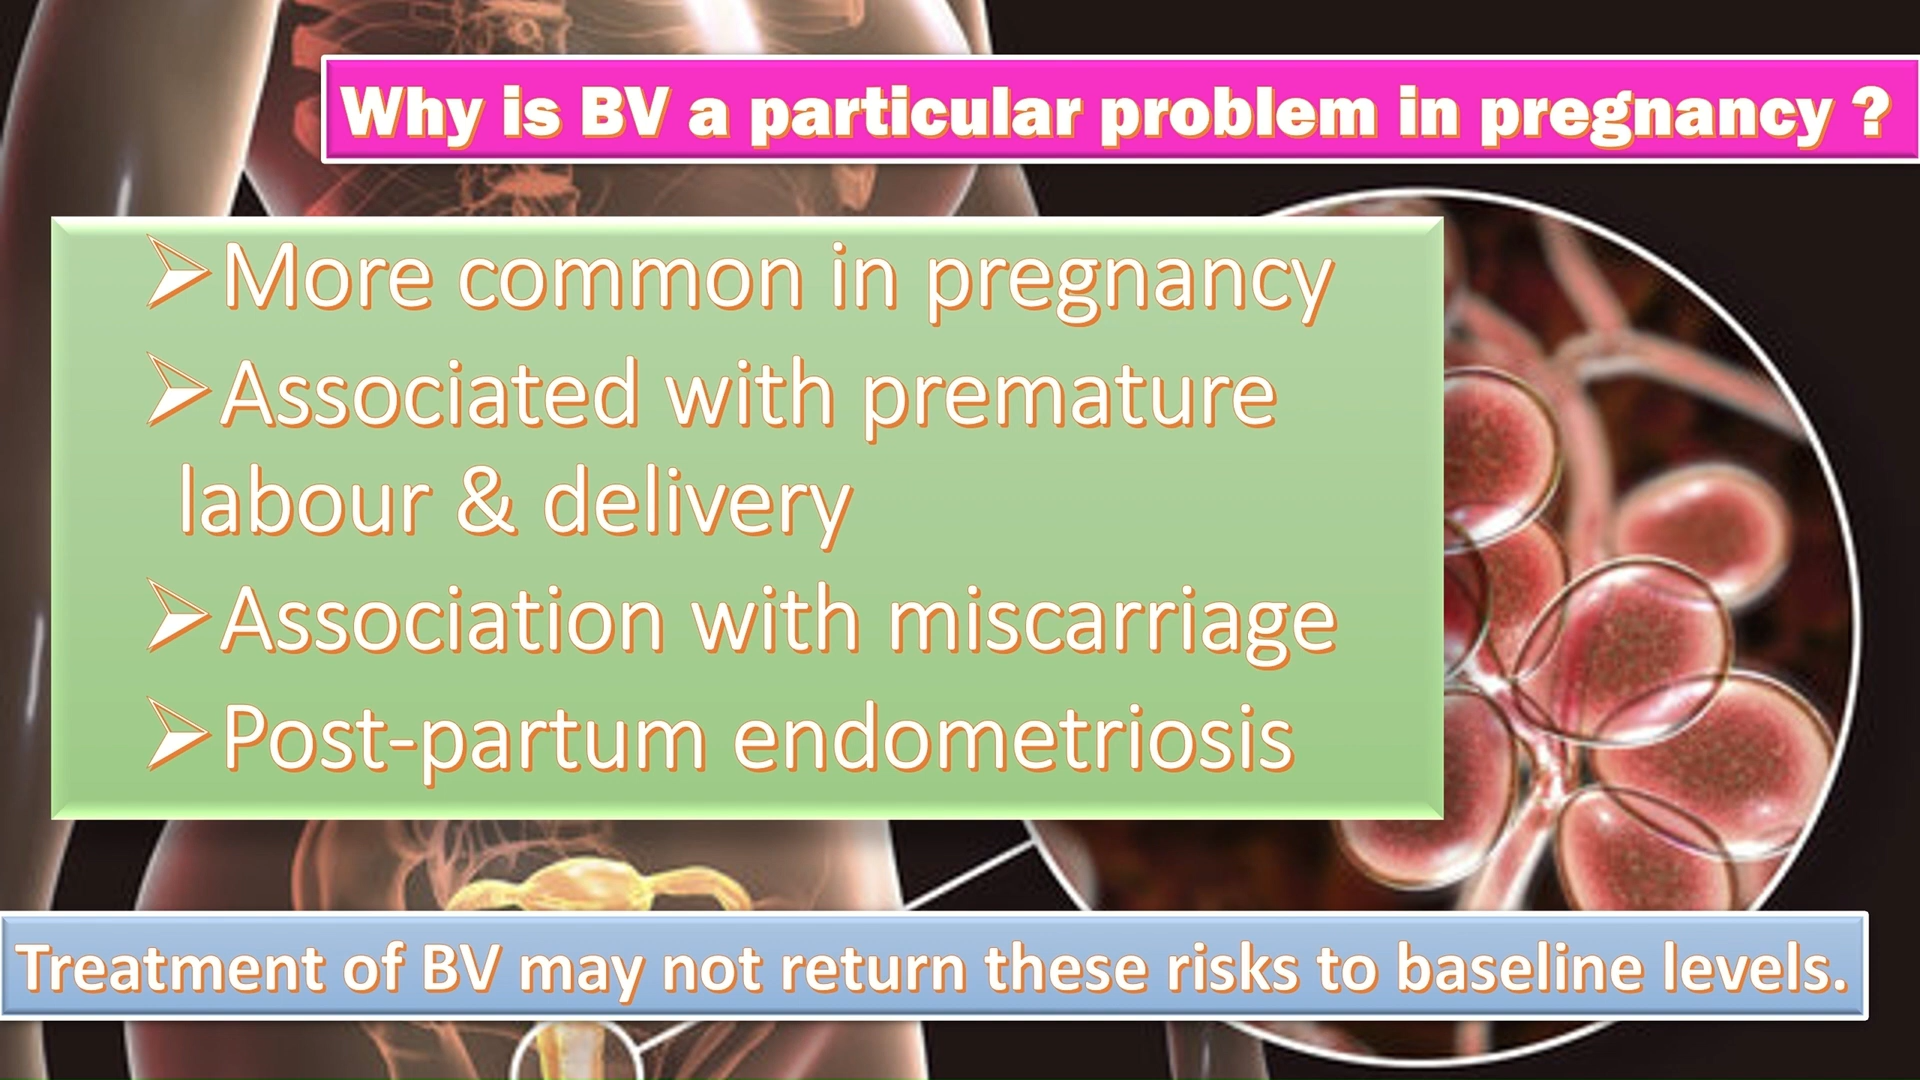 Why is BV a particular problem in pregnancy ?
➢More common in pregnancy
➢Associated with premature
labour & delivery
➢Association with miscarriage
➢Post-partum endometriosis
Treatment of BV may not return these risks to baseline levels.